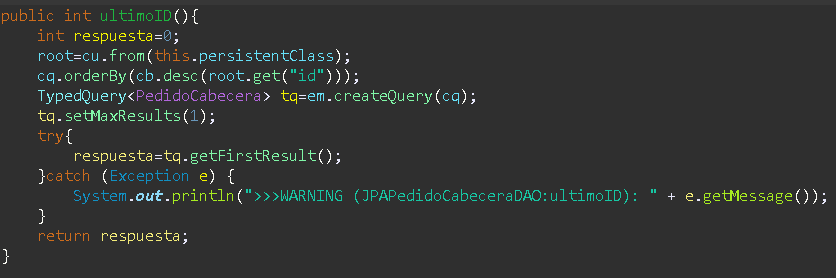 public int ultimoID(){
int respuesta=0;
root=cu.from(this.persistentClass);
cq.orderBy(cb.desc(root.get("id")));
TypedQuery<PedidoCabecera> tq=em.createQuery(cq);
tq.setMaxResults(1);
try{
respuesta=tq.getFirstResult();
}catch (Exception e) {
System.out.println(">>>WARNING (JPAPedidoCabeceraDAO:ultimoID): " + e.getMessage());
}
return respuesta;
}